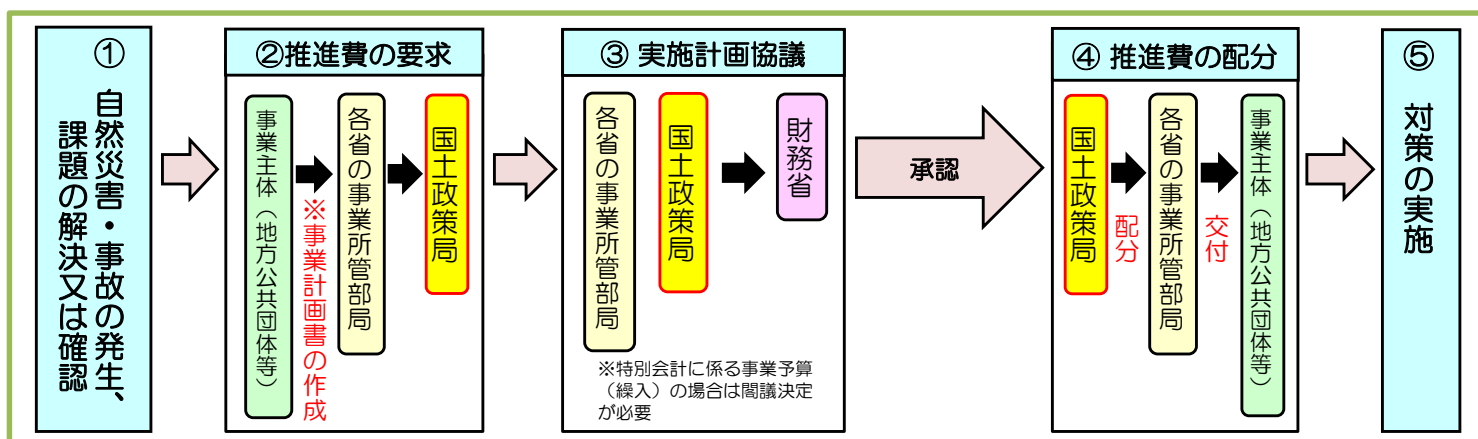 ①
自然災害・事故の発生、
課題の解決又は確認
②推進費の要求
事業主体（地方公共団体等）
※事業計画書の作成
各省の事業所管部局
国土政策局
③ 実施計画協議
各省の事業所管部局
国土政策局
財務省
※特別会計に係る事業予算
（繰入）の場合は閣議決定
が必要
承認
④ 推進費の配分
国土政策局
配分
各省の事業所管部局
交付
事業主体（地方公共団体等）
⑤
対策の実施